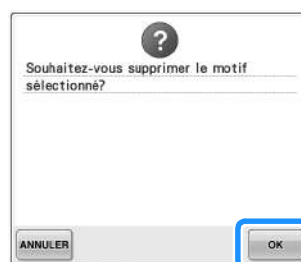 ?
Souhaitez-vous supprimer le motif
sélectionné?
ANNULER
OK